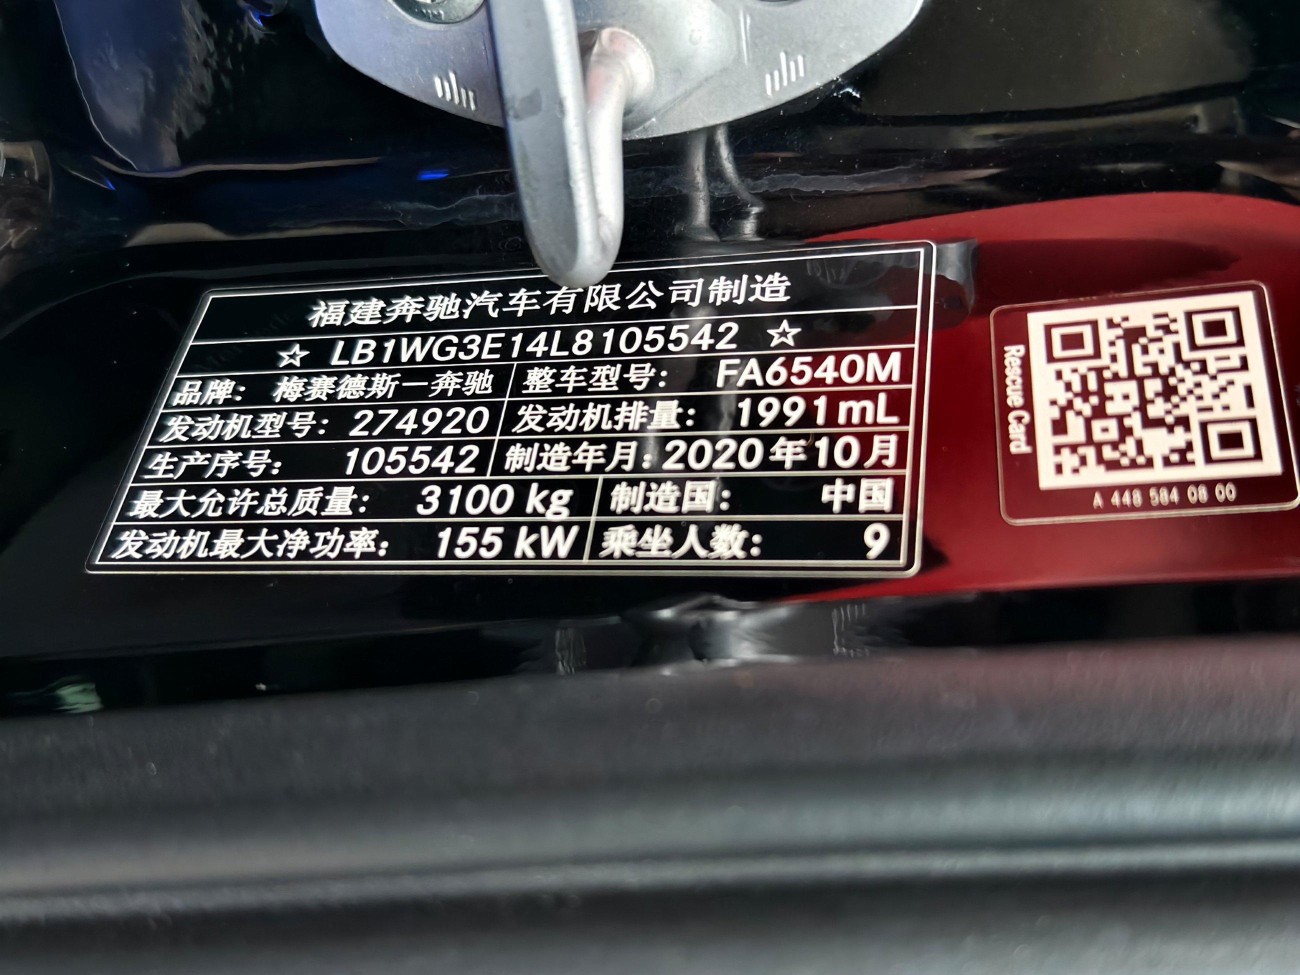 福建奔驰汽车有限公司制造
☆ LB1WG3E14L8105542 ☆
品牌: 梅赛德斯－奔驰 整车型号: FA6540M
发动机型号: 274920 发动机排量: 1991mL
生产序号: 105542 制造年月: 2020年10月
最大允许总质量: 3100 kg 制造国: 中国
发动机最大净功率: 155 kW 乘坐人数: 9
Rescue Card
A 448 584 08 00